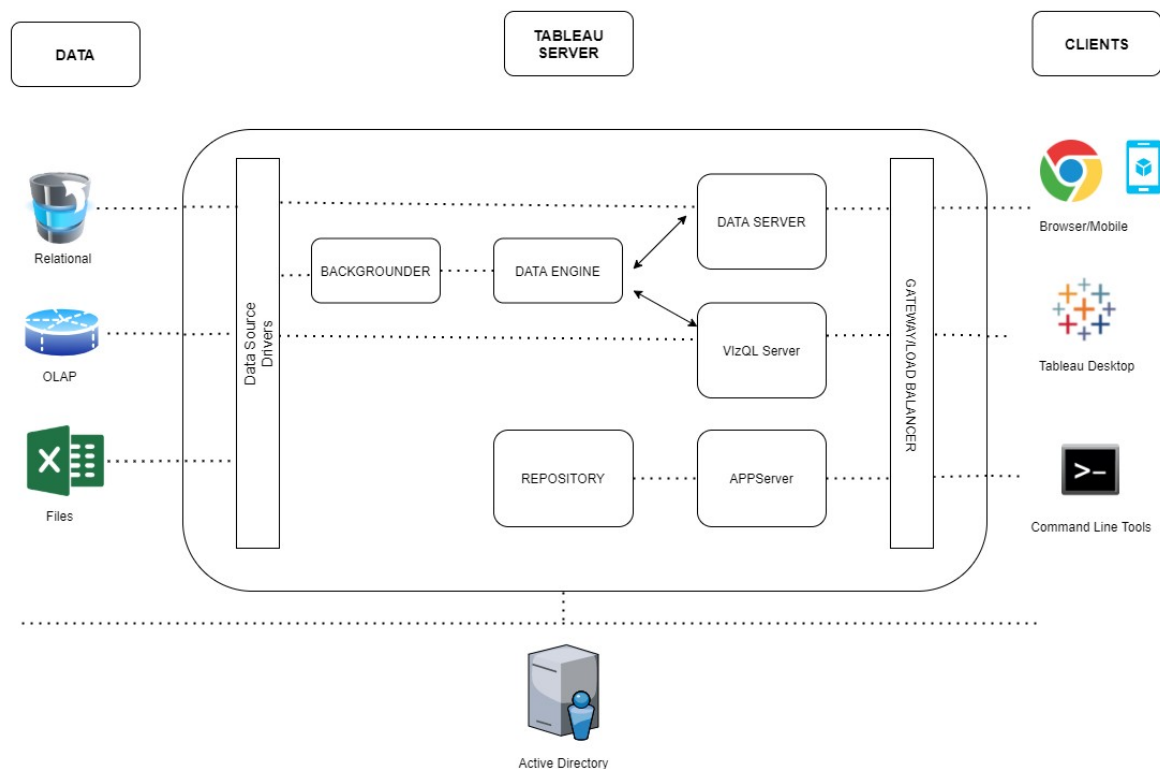 DATA
TABLEAU
SERVER
CLIENTS
Relational
OLAP
Files
Data Source
Drivers
BACKGROUNDER
DATA ENGINE
DATA SERVER
VIzQL Server
REPOSITORY
APPServer
GATEWAY/LOAD BALANCER
Browser/Mobile
Tableau Desktop
>-
Command Line Tools
Active Directory